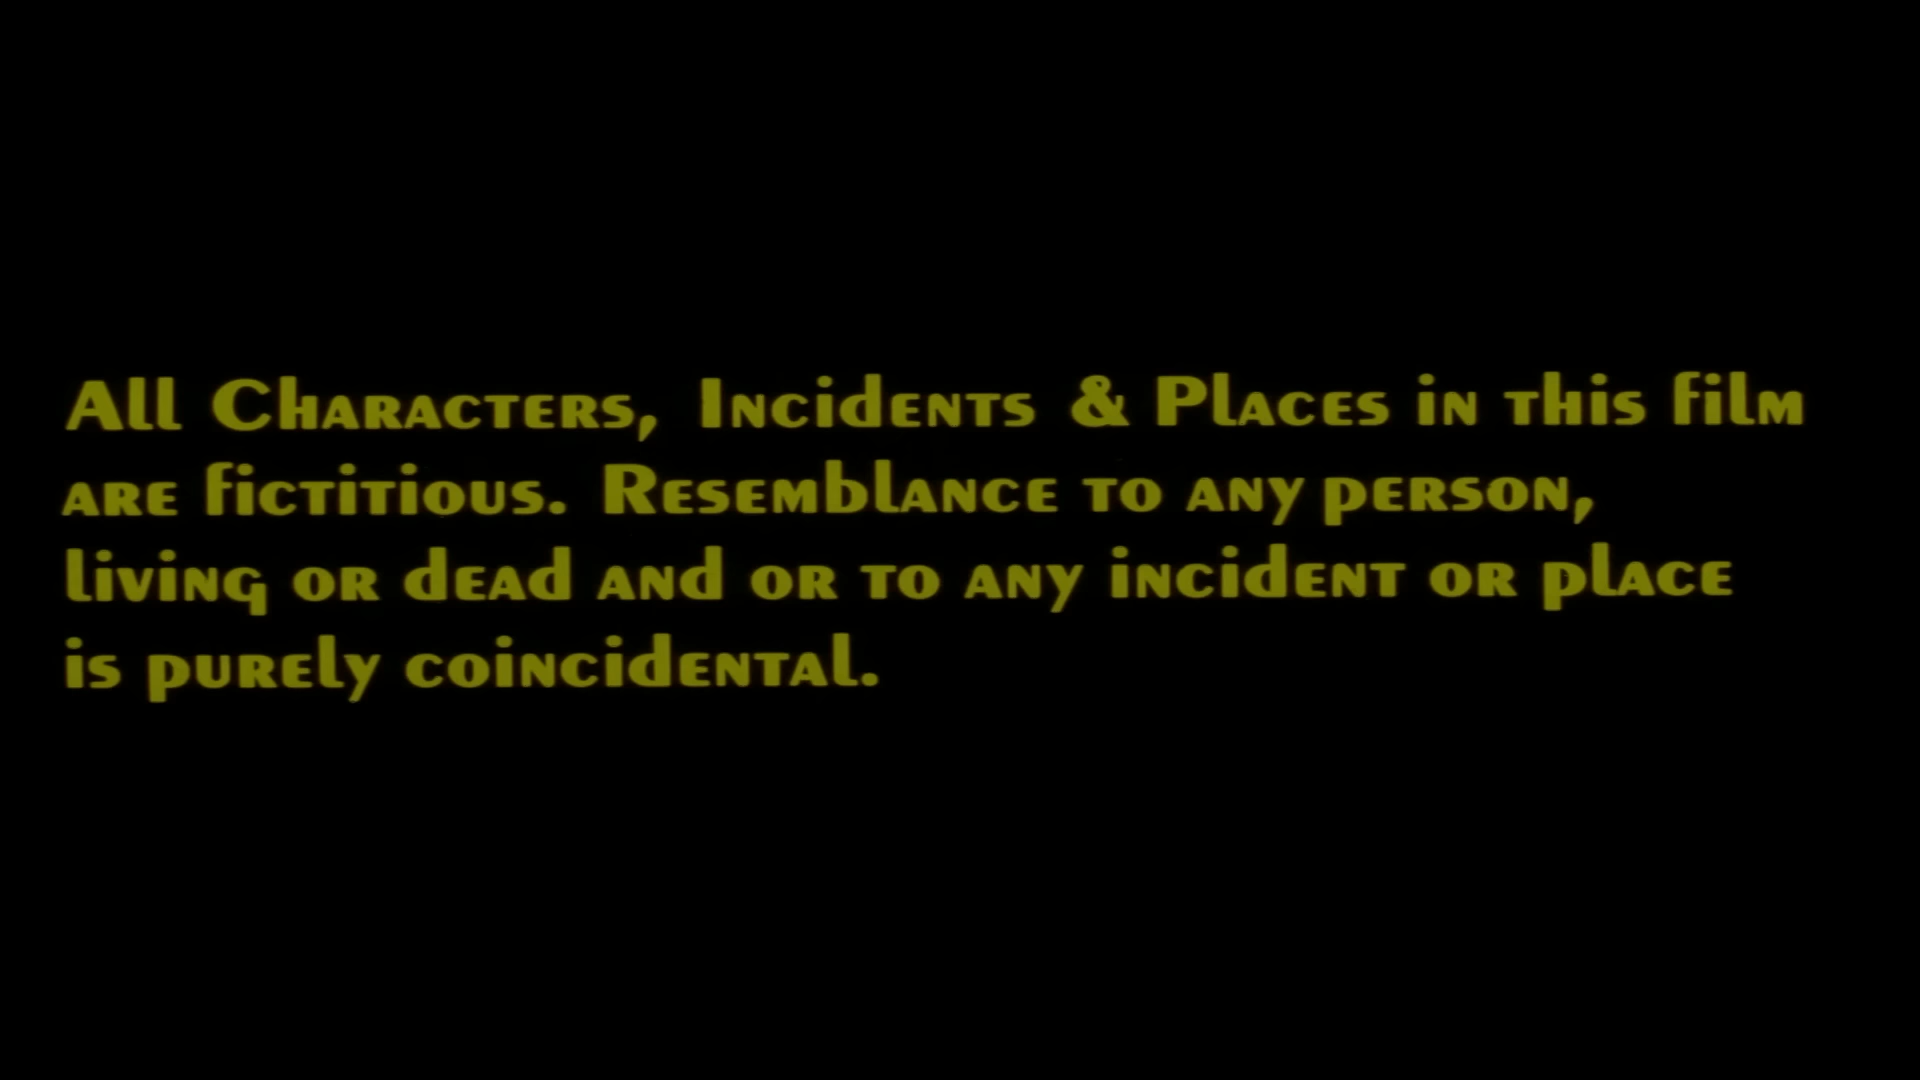 All Characters, Incidents & Places in this film
are fictitious. Resemblance to any person,
living or dead and or to any incident or place
is purely coincidental.